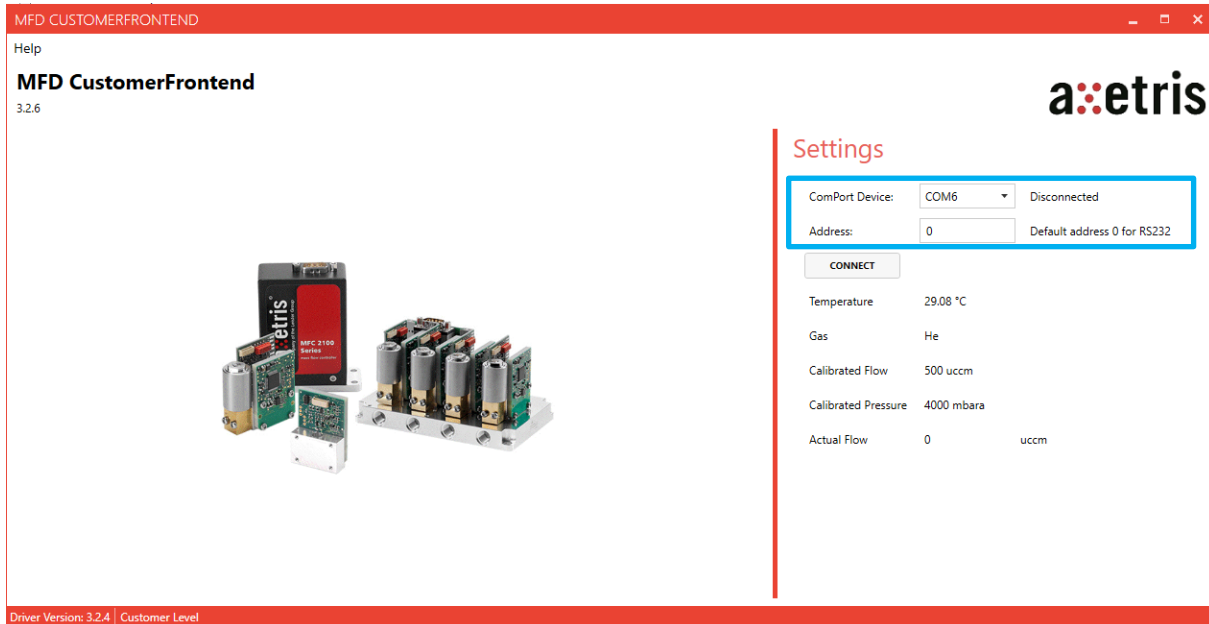 MFD CUSTOMERFRONTEND
Help
MFD CustomerFrontend
3.2.6
axetris
Settings
ComPort Device: COM6 Disconnected
Address: 0 Default address 0 for RS232
CONNECT
Temperature 29.08 °C
Gas He
Calibrated Flow 500 uccm
Calibrated Pressure 4000 mbara
Actual Flow 0 uccm
etris
MFC 2100
Series
Driver Version: 3.2.4 Customer Level